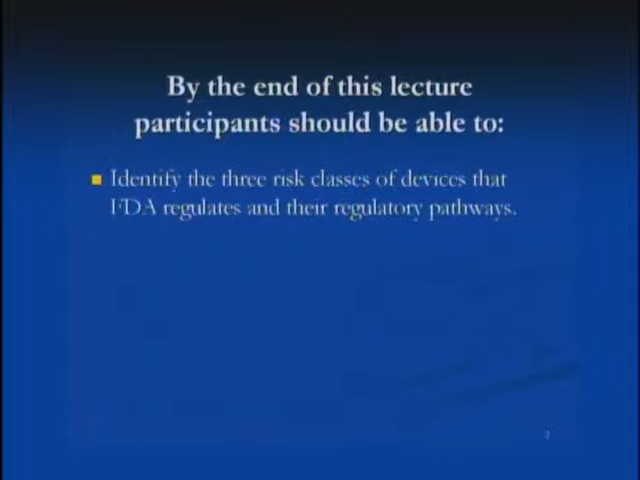 By the end of this lecture
participants should be able to:
Identify the three risk classes of devices that
FDA regulates and their regulatory pathways.